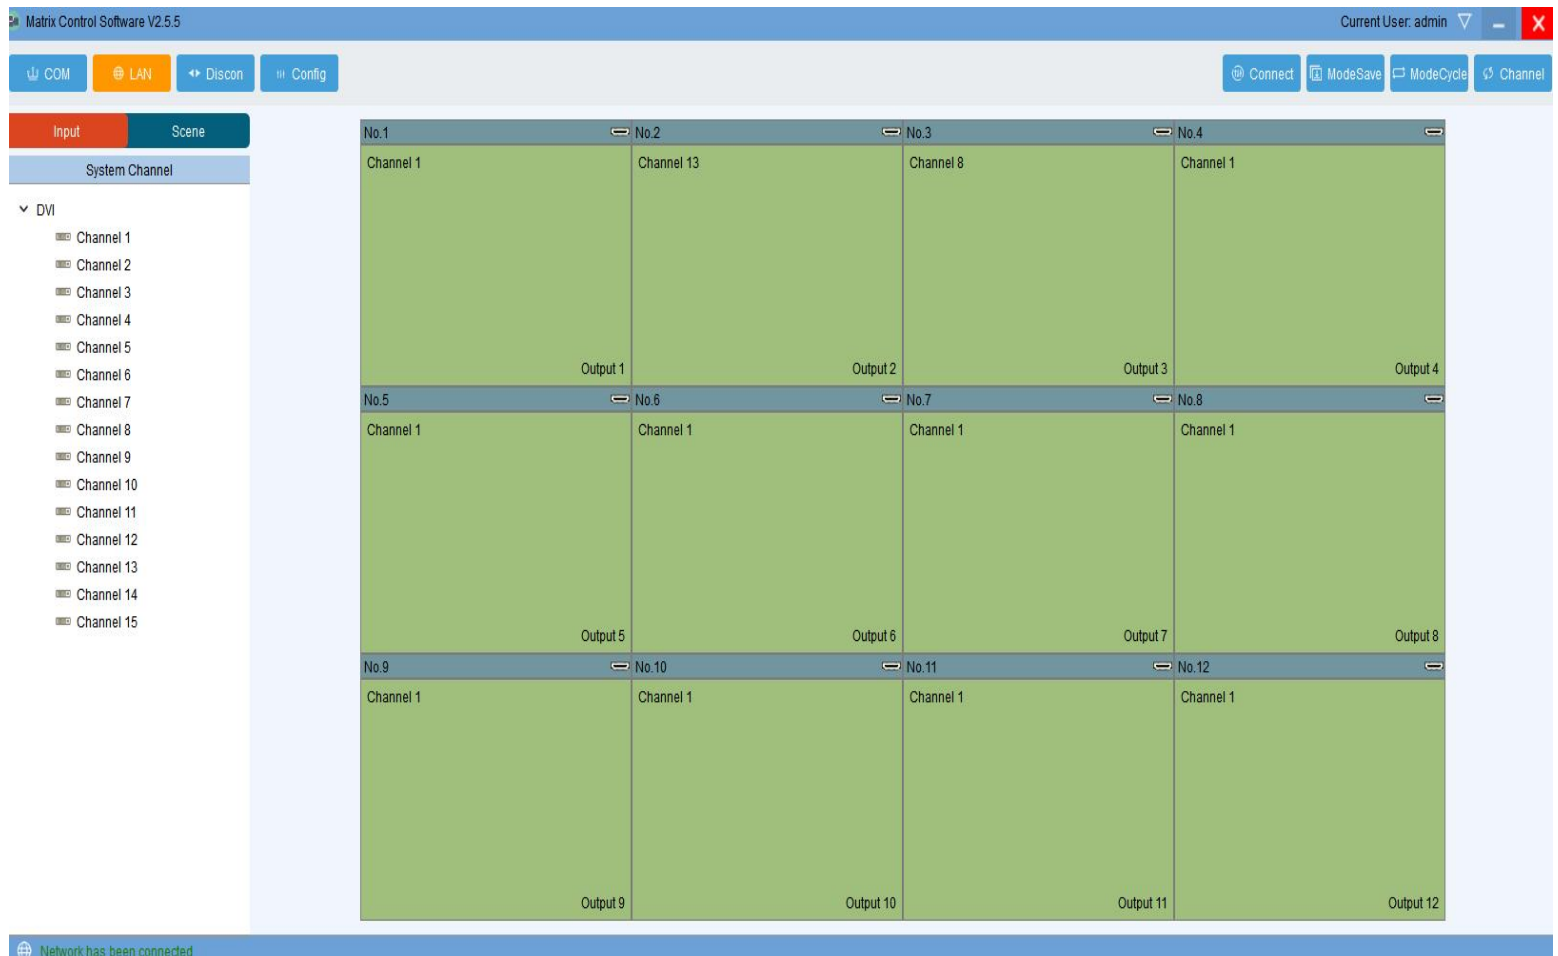 Matrix Control Software V2.5.5
Current User: admin
COM
LAN
Discon
Config
Connect
ModeSave
ModeCycle
Channel
Input
Scene
System Channel
DVI
Channel 1
Channel 2
Channel 3
Channel 4
Channel 5
Channel 6
Channel 7
Channel 8
Channel 9
Channel 10
Channel 11
Channel 12
Channel 13
Channel 14
Channel 15
No.1
No.2
No.3
No.4
Channel 1
Channel 13
Channel 8
Channel 1
Output 1
Output 2
Output 3
Output 4
No.5
No.6
No.7
No.8
Channel 1
Channel 1
Channel 1
Channel 1
Output 5
Output 6
Output 7
Output 8
No.9
No.10
No.11
No.12
Channel 1
Channel 1
Channel 1
Channel 1
Output 9
Output 10
Output 11
Output 12
Network has been connected